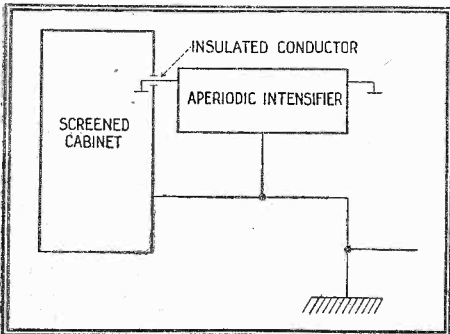 INSULATED CONDUCTOR
APERIODIC INTENSIFIER
SCREENED
CABINET